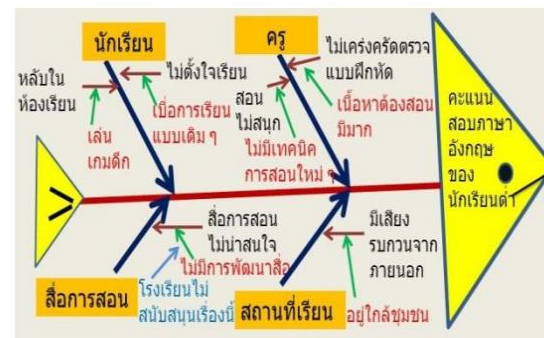 นักเรียน
ครู
ไม่ตั้งใจเรียน
หลับใน
ห้องเรียน
เบื่อการเรียน
แบบเดิม ๆ
เล่น
เกมดึก
ไม่เคร่งครัดตรวจ
แบบฝึกหัด
สอน
ไม่สนุก
เนื้อหาต้องสอน
มีมาก
ไม่มีเทคนิค
การสอนใหม่ ๆ
คะแนน
สอบภาษา
อังกฤษ
ของ
นักเรียนต่ำ
สื่อการสอน
ไม่น่าสนใจ
ไม่มีการพัฒนาสื่อ
โรงเรียนไม่
สนับสนุนเรื่องนี้
สื่อการสอน
มีเสียง
รบกวนจาก
ภายนอก
อยู่ใกล้ชุมชน
สถานที่เรียน